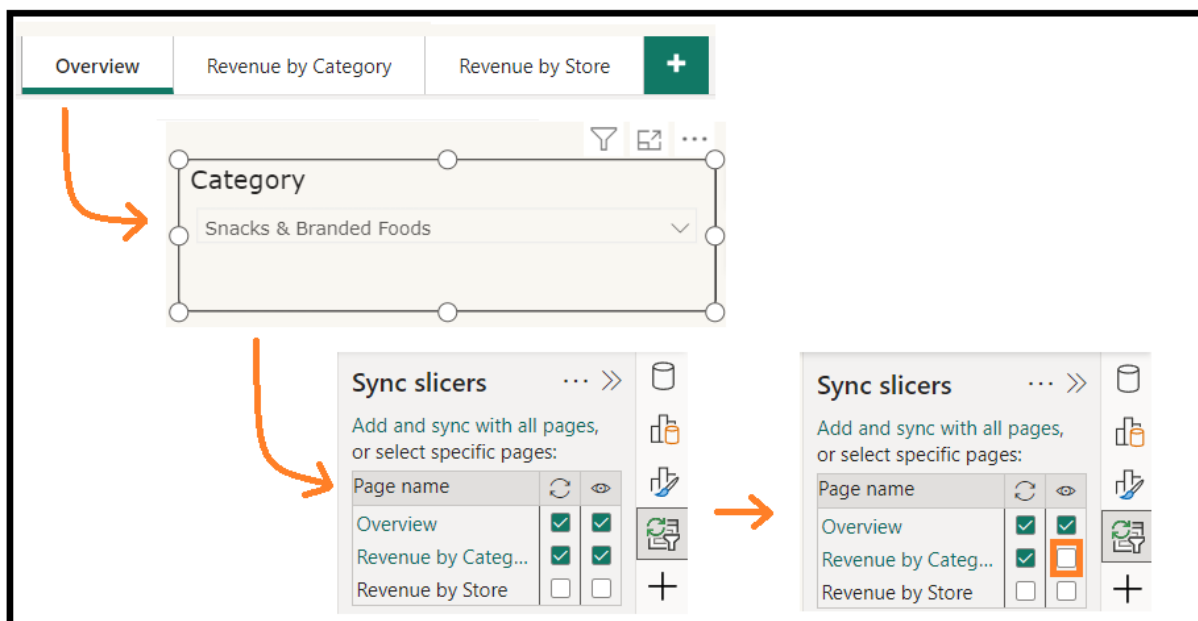 Overview Revenue by Category Revenue by Store +
Category
Snacks & Branded Foods
Sync slicers
Add and sync with all pages,
or select specific pages:
Page name
Overview
Revenue by Categ...
Revenue by Store
Sync slicers
Add and sync with all pages,
or select specific pages:
Page name
Overview
Revenue by Categ...
Revenue by Store